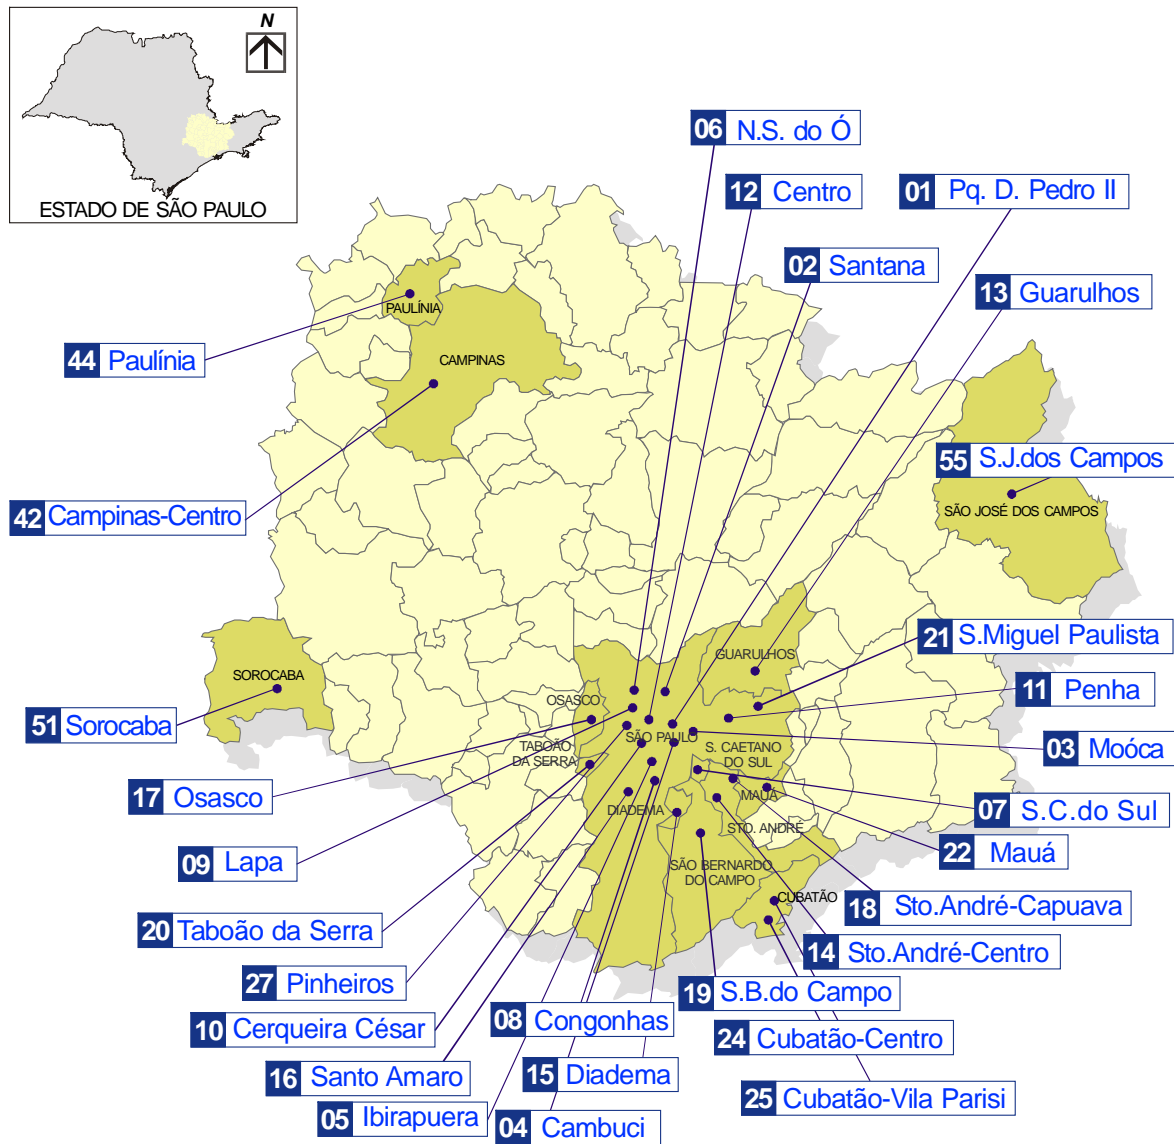 N
ESTADO DE SÃO PAULO
06 N.S. do Ó
12 Centro
01 Pq. D. Pedro II
02 Santana
13 Guarulhos
PAULÍNIA
44 Paulínia
CAMPINAS
55 S.J.dos Campos
42 Campinas-Centro
SÃO JOSÉ DOS CAMPOS
21 S.Miguel Paulista
GUARULHOS
SOROCABA
11 Penha
OSASCO
51 Sorocaba
SÃO PAULO
03 Moóca
TABOÃO
DA SERRA
S. CAETANO
DO SUL
17 Osasco
MAUÁ
07 S.C.do Sul
DIADEMA
STO. ANDRÉ
22 Mauá
09 Lapa
SÃO BERNARDO
DO CAMPO
CUBATÃO
18 Sto.André-Capuava
20 Taboão da Serra
14 Sto.André-Centro
27 Pinheiros
19 S.B.do Campo
10 Cerqueira César
08 Congonhas
24 Cubatão-Centro
16 Santo Amaro
15 Diadema
25 Cubatão-Vila Parisi
05 Ibirapuera
04 Cambuci